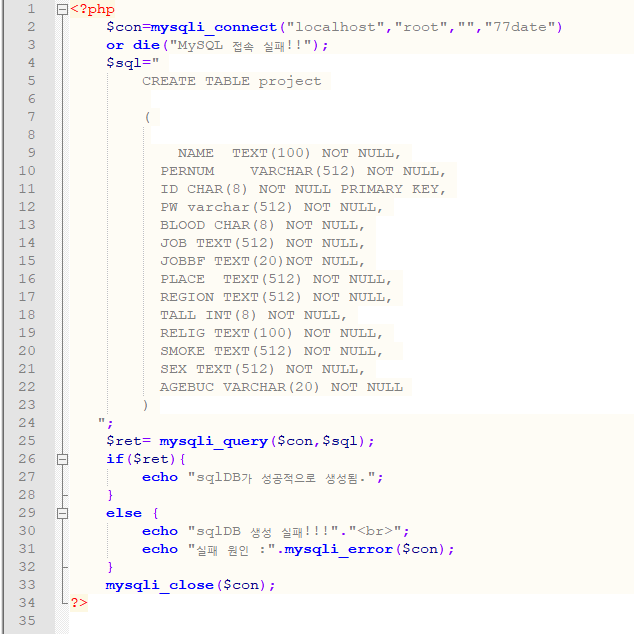 1 <?php
2 $con=mysqli_connect("localhost","root","","77date")
3 or die("MySQL 접속 실패!!");
4 $sql="
5 CREATE TABLE project
6
7 (
8
9 NAME  TEXT(100) NOT NULL,
10 PERNUM    VARCHAR(512) NOT NULL,
11 ID CHAR(8) NOT NULL PRIMARY KEY,
12 PW varchar(512) NOT NULL,
13 BLOOD CHAR(8) NOT NULL,
14 JOB TEXT(512) NOT NULL,
15 JOBBF TEXT(20)NOT NULL,
16 PLACE  TEXT(512) NOT NULL,
17 REGION TEXT(512) NOT NULL,
18 TALL INT(8) NOT NULL,
19 RELIG TEXT(100) NOT NULL,
20 SMOKE TEXT(512) NOT NULL,
21 SEX TEXT(512) NOT NULL,
22 AGEBUC VARCHAR(20) NOT NULL
23 )
24 ";
25 $ret= mysqli_query($con,$sql);
26 if($ret){
27 echo "sqlDB가 성공적으로 생성됨.";
28 }
29 else {
30 echo "sqlDB 생성 실패!!!"."<br>";
31 echo "실패 원인 :".mysqli_error($con);
32 }
33 mysqli_close($con);
34 ?>
35